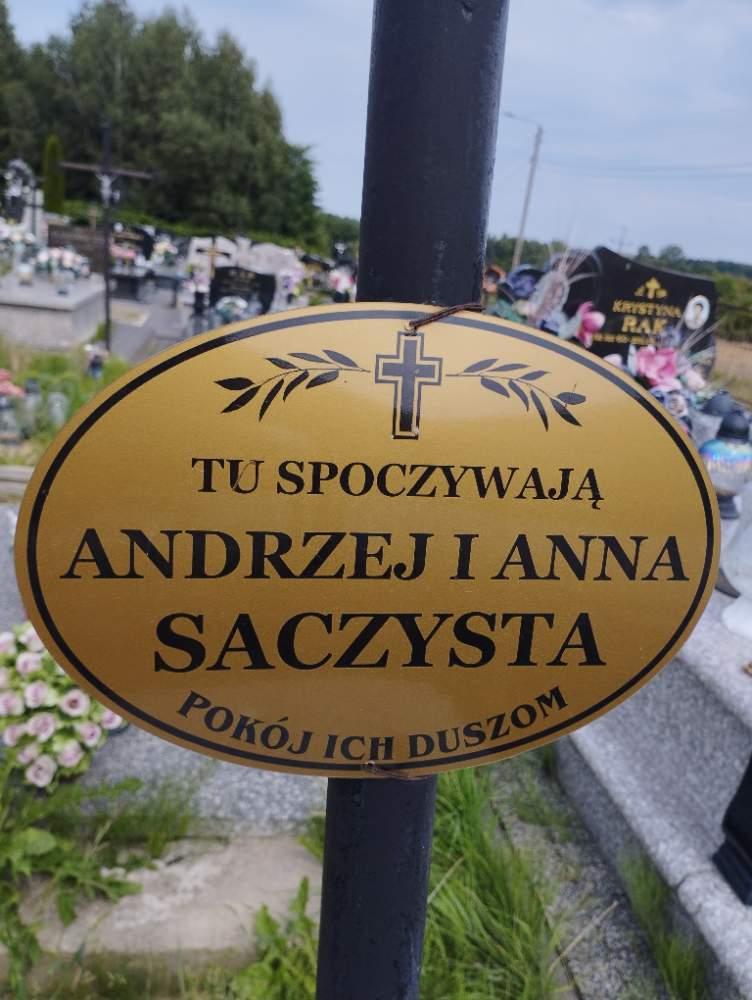 TU SPOCZYWAJĄ
ANDRZEJ I ANNA
SACZYSTA
POKÓJ ICH DUSZOM
KRYSTYNA
RAK